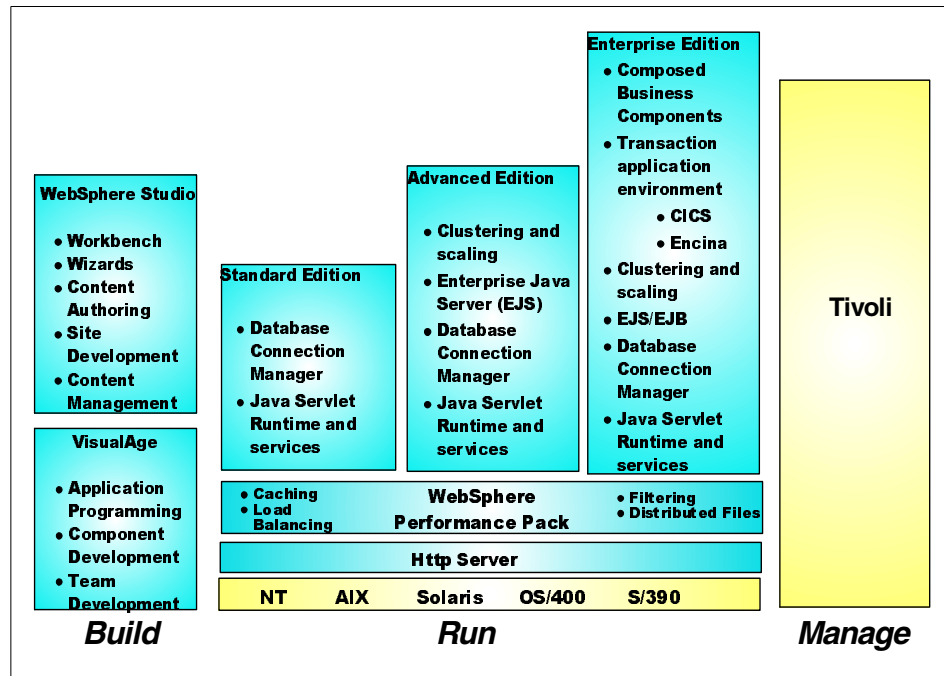 WebSphere Studio
● Workbench
● Wizards
● Content
Authoring
● Site
Development
● Content
Management
VisualAge
● Application
Programming
● Component
Development
● Team
Development
Build
Standard Edition
● Database
Connection
Manager
● Java Servlet
Runtime and
services
Advanced Edition
● Clustering and
scaling
● Enterprise Java
Server (EJS)
● Database
Connection
Manager
● Java Servlet
Runtime and
services
Enterprise Edition
● Composed
Business
Components
● Transaction
application
environment
● CICS
● Encina
● Clustering and
scaling
● EJS/EJB
● Database
Connection
Manager
● Java Servlet
Runtime and
services
● Caching
● Load
Balancing
WebSphere
Performance Pack
● Filtering
● Distributed Files
Http Server
NT AIX Solaris OS/400 S/390
Run
Tivoli
Manage